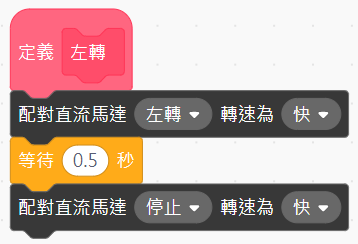 定義 左轉
配對直流馬達 左轉 轉速為 快
等待 0.5 秒
配對直流馬達 停止 轉速為 快